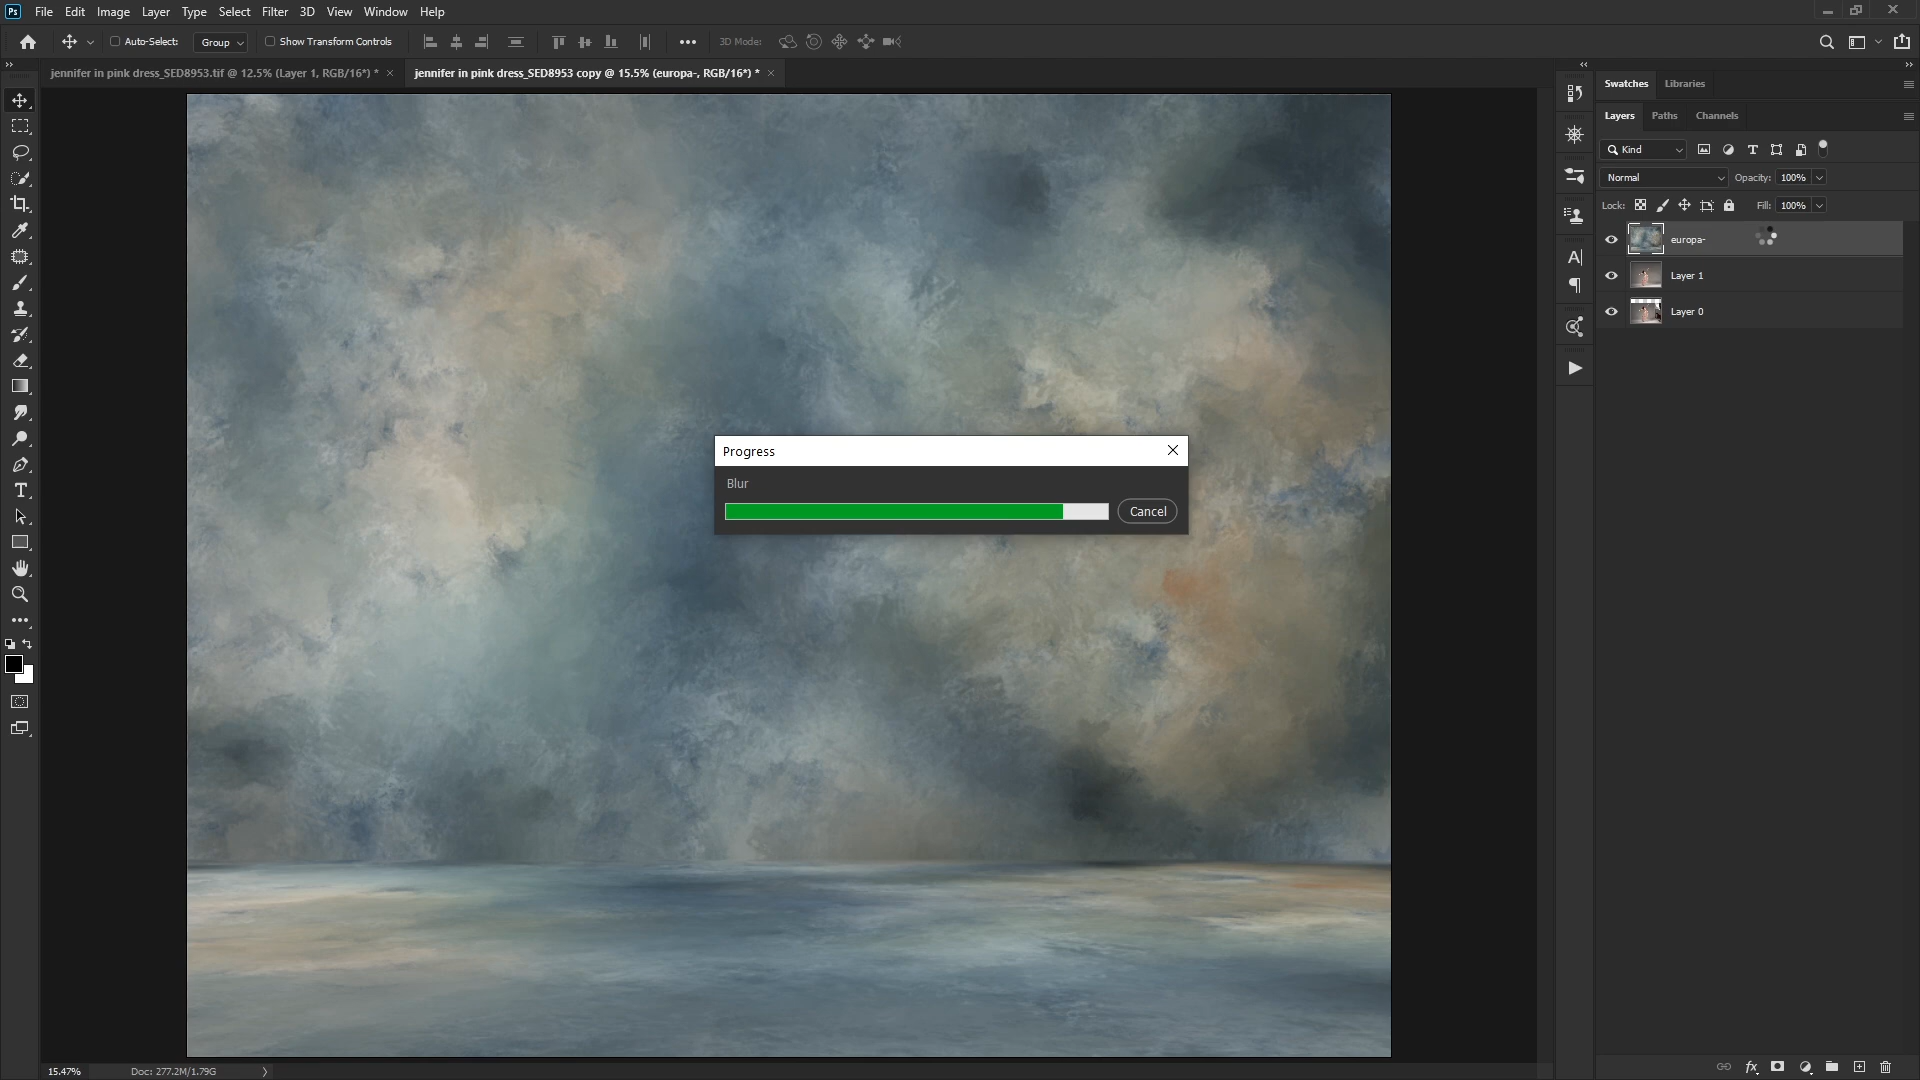 Ps File Edit Image Layer Type Select Filter 3D View Window Help
Auto-Select: Group Show Transform Controls 3D Mode:
jennifer in pink dress_SED8953.tif @ 12.5% (Layer 1, RGB/16*) * jennifer in pink dress_SED8953 copy @ 15.5% (europa-, RGB/16*) *
Swatches Libraries
Layers Paths Channels
Kind
Normal Opacity: 100%
Lock: Fill: 100%
europa-
Layer 1
Layer 0
Progress
Blur
Cancel
15.47% Doc: 277.2M/1.79G